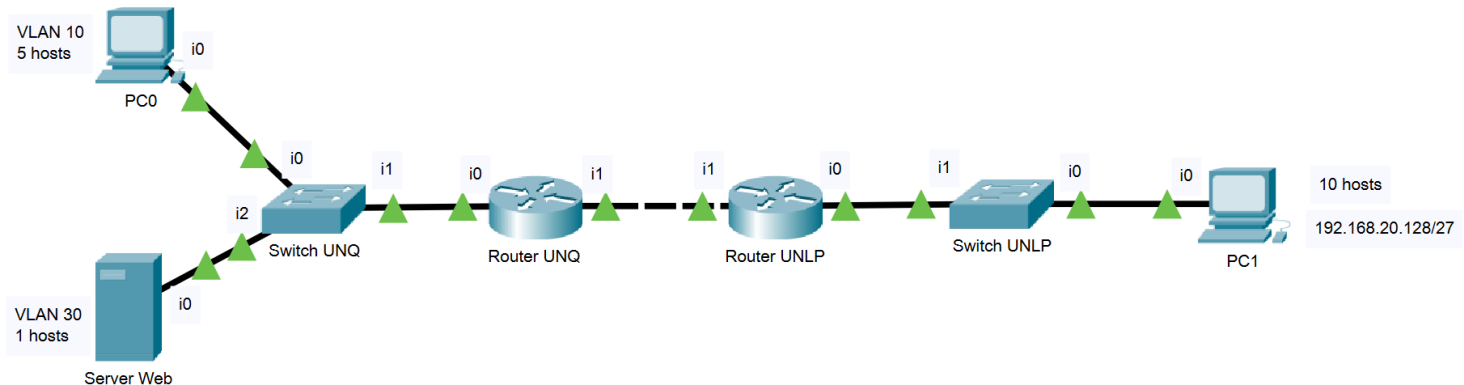 VLAN 10
5 hosts
i0
PC0
i0
i1
i0
i1
i1
i0
i1
i0
i0
10 hosts
192.168.20.128/27
i2
Switch UNQ
Router UNQ
Router UNLP
Switch UNLP
PC1
VLAN 30
1 hosts
i0
Server Web